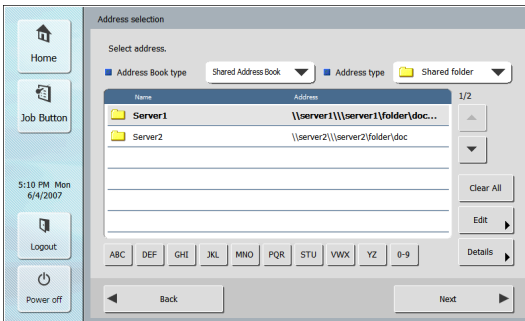 Address selection
Home
Job Button
5:10 PM Mon
6/4/2007
Logout
Power off
Select address.
Address Book type
Shared Address Book
Address type
Shared folder
Name
Address
1/2
Server1
\\server1\\\server1\folder\doc...
Server2
\\server2\\\server2\folder\doc
Clear All
Edit
Details
ABC
DEF
GHI
JKL
MNO
PQR
STU
VWX
YZ
0-9
Back
Next